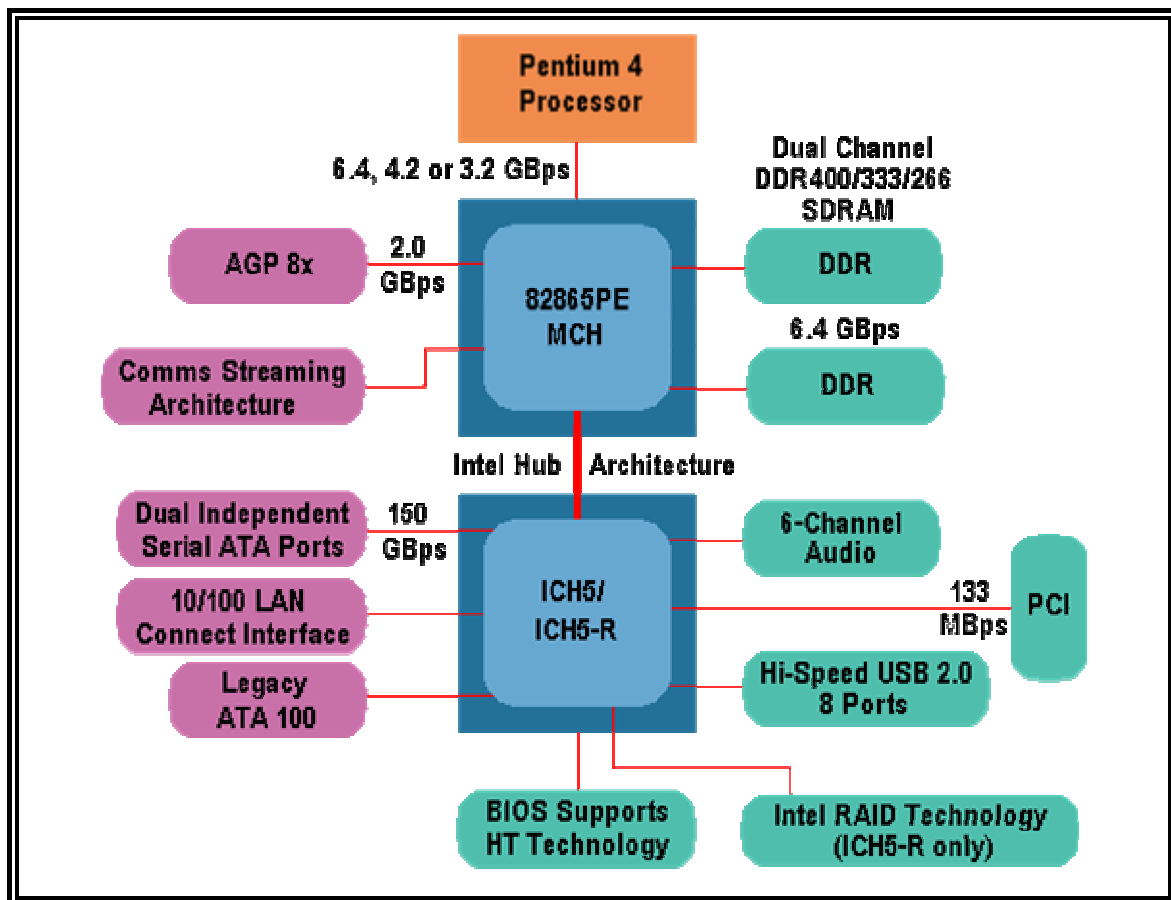 Pentium 4
Processor
6.4, 4.2 or 3.2 GBps
Dual Channel
DDR400/333/266
SDRAM
AGP 8x
2.0
GBps
82865PE
MCH
DDR
6.4 GBps
DDR
Comms Streaming
Architecture
Intel Hub Architecture
Dual Independent
Serial ATA Ports
150
GBps
6-Channel
Audio
10/100 LAN
Connect Interface
ICH5/
ICH5-R
133
MBps
PCI
Legacy
ATA 100
Hi-Speed USB 2.0
8 Ports
BIOS Supports
HT Technology
Intel RAID Technology
(ICH5-R only)